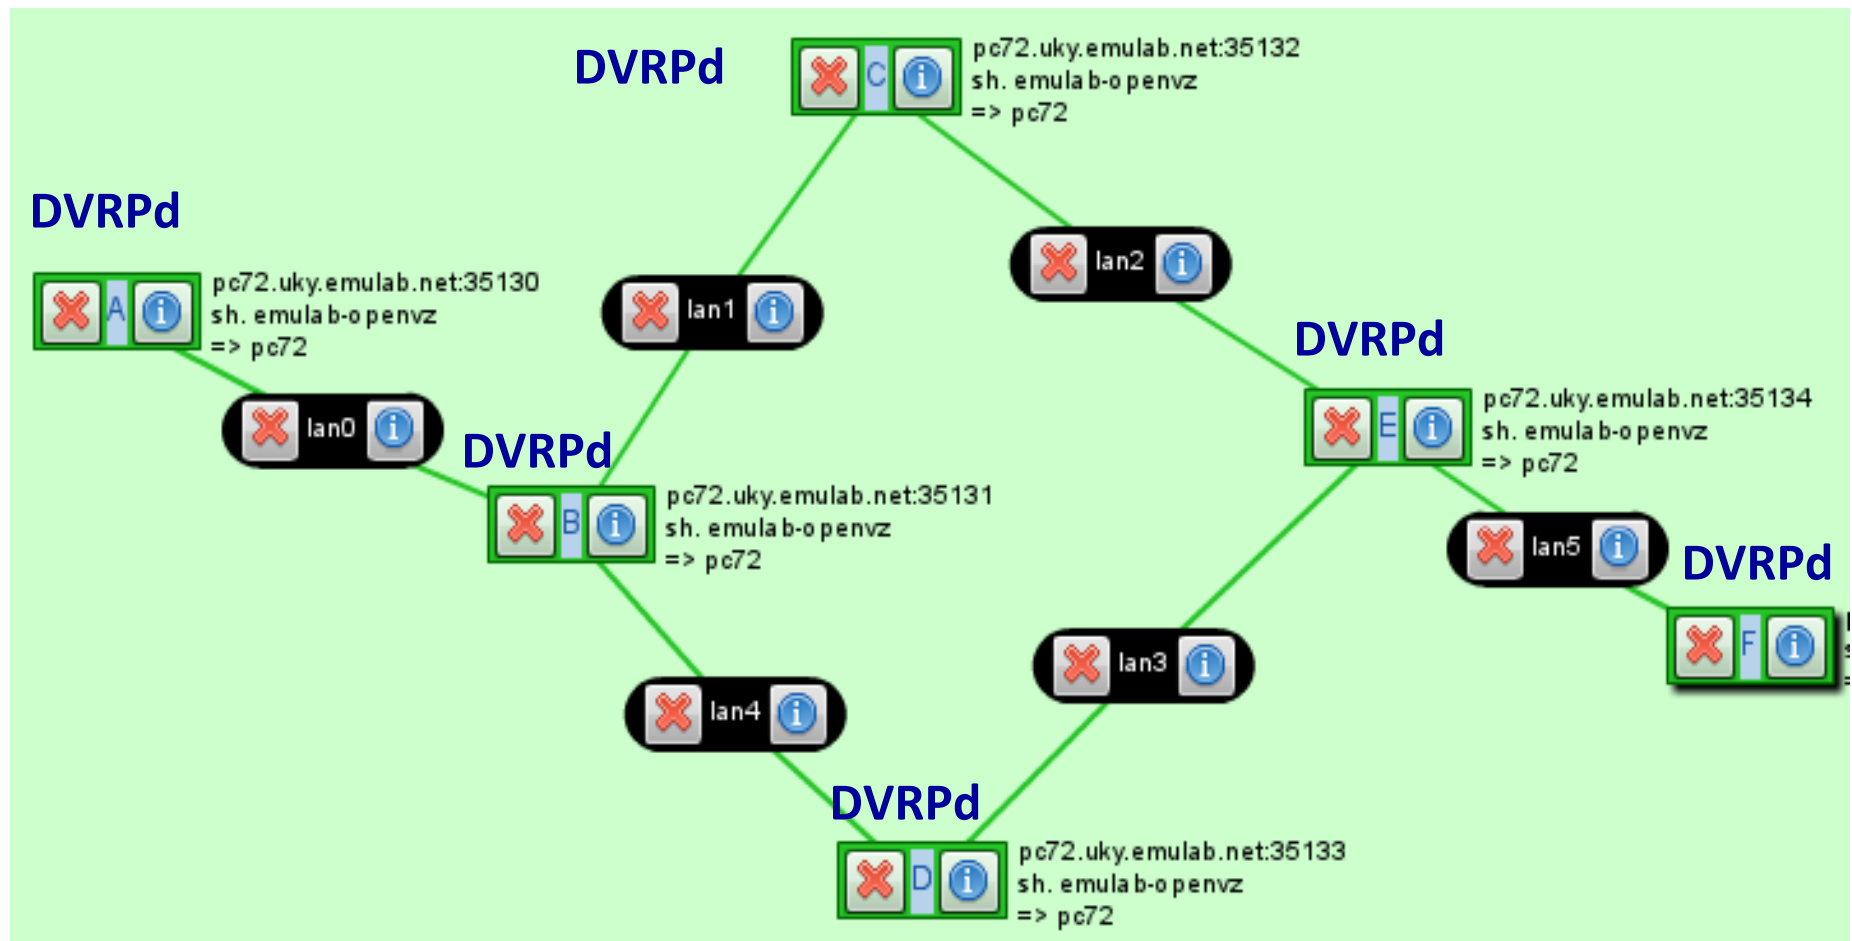 DVRPd
C
pc72.uky.emulab.net:35132
sh. emulab-openvz
=> pc72
DVRPd
A
pc72.uky.emulab.net:35130
sh. emulab-openvz
=> pc72
lan1
lan2
lan0
DVRPd
B
pc72.uky.emulab.net:35131
sh. emulab-openvz
=> pc72
DVRPd
E
pc72.uky.emulab.net:35134
sh. emulab-openvz
=> pc72
lan5
DVRPd
F
lan3
lan4
DVRPd
D
pc72.uky.emulab.net:35133
sh. emulab-openvz
=> pc72